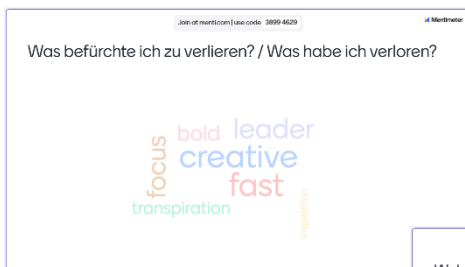 Join at menti.com | use code 3899 4629
Mentimeter
Was befürchte ich zu verlieren? / Was habe ich verloren?
bold
leader
focus
creative
fast
transpiration
inspiration